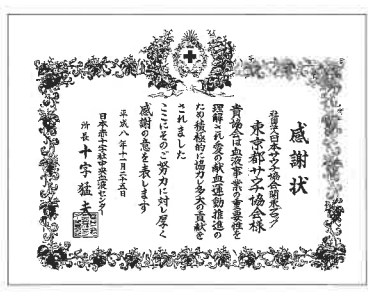 感謝状
社団法人日本サウナ協会関東クラブ
東京都サウナ協会様
貴協会は血液事業の重要性を
理解され愛の献血運動推進の
ため積極的に協力し多大の貢献を
されました
ここにそのご努力に対し厚く
感謝の意を表します
平成八年十一月二十五日
日本赤十字社中央血液センター
所長 十字猛夫